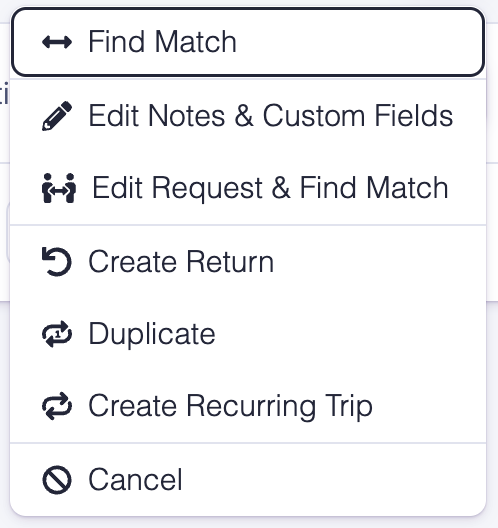 Find Match
Edit Notes & Custom Fields
Edit Request & Find Match
Create Return
Duplicate
Create Recurring Trip
Cancel